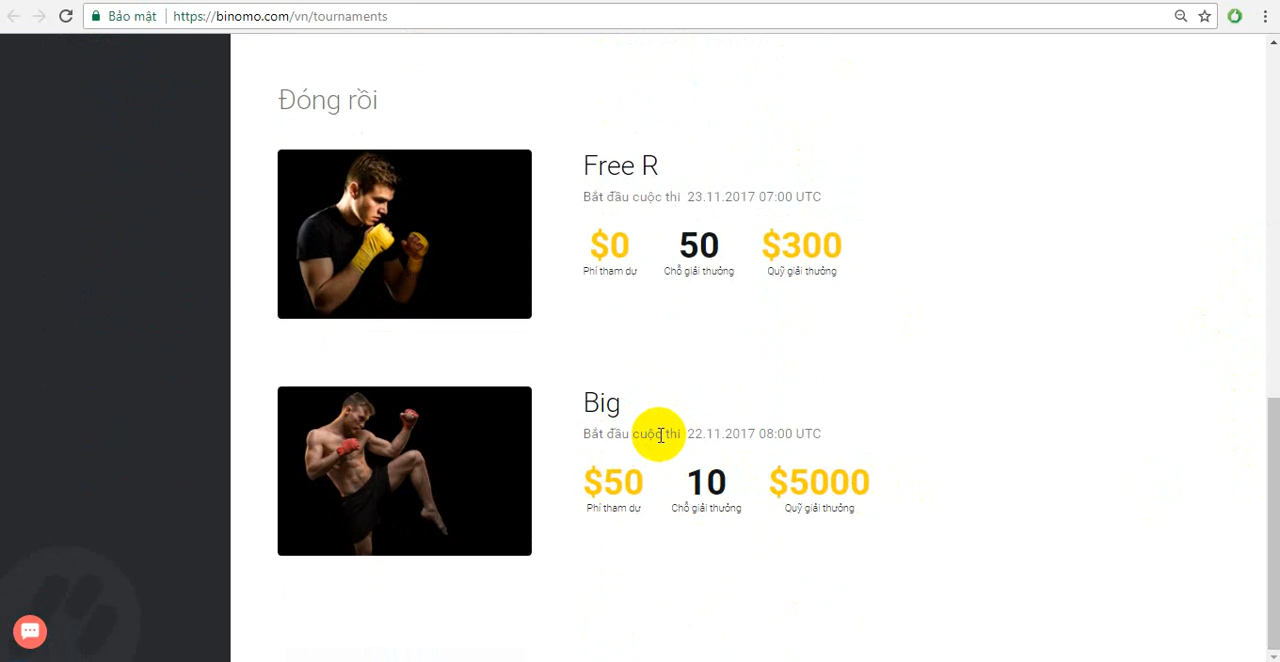 Bảo mật https://binomo.com/vn/tournaments
Đóng rồi
Free R
Bắt đầu cuộc thi 23.11.2017 07:00 UTC
$0 50 $300
Phí tham dự Chỗ giải thưởng Quỹ giải thưởng
Big
Bắt đầu cuộc thi 22.11.2017 08:00 UTC
$50 10 $5000
Phí tham dự Chỗ giải thưởng Quỹ giải thưởng